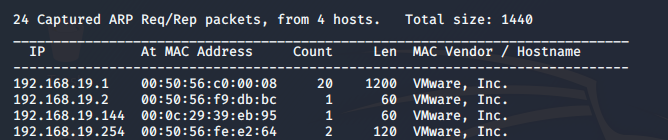 24 Captured ARP Req/Rep packets, from 4 hosts.   Total size: 1440
_____________________________________________________________________________
  IP            At MAC Address     Count     Len  MAC Vendor / Hostname
-----------------------------------------------------------------------------
192.168.19.1    00:50:56:c0:00:08     20    1200  VMware, Inc.
192.168.19.2    00:50:56:f9:db:bc      1      60  VMware, Inc.
192.168.19.144  00:0c:29:39:eb:95      1      60  VMware, Inc.
192.168.19.254  00:50:56:fe:e2:64      2     120  VMware, Inc.